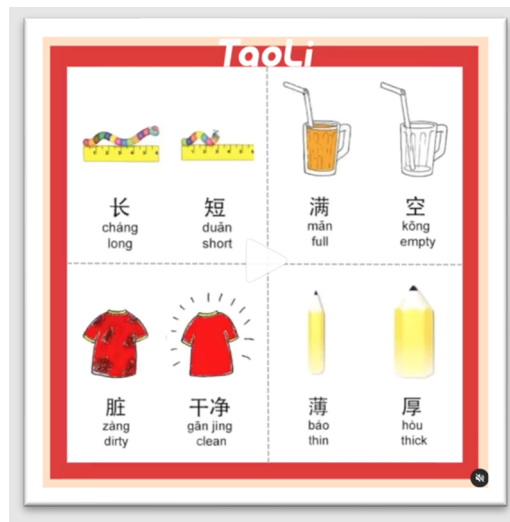 TaoLi
长 短
cháng duǎn
long short
满 空
mǎn kōng
full empty
脏 干净
zàng gān jìng
dirty clean
薄 厚
báo hòu
thin thick